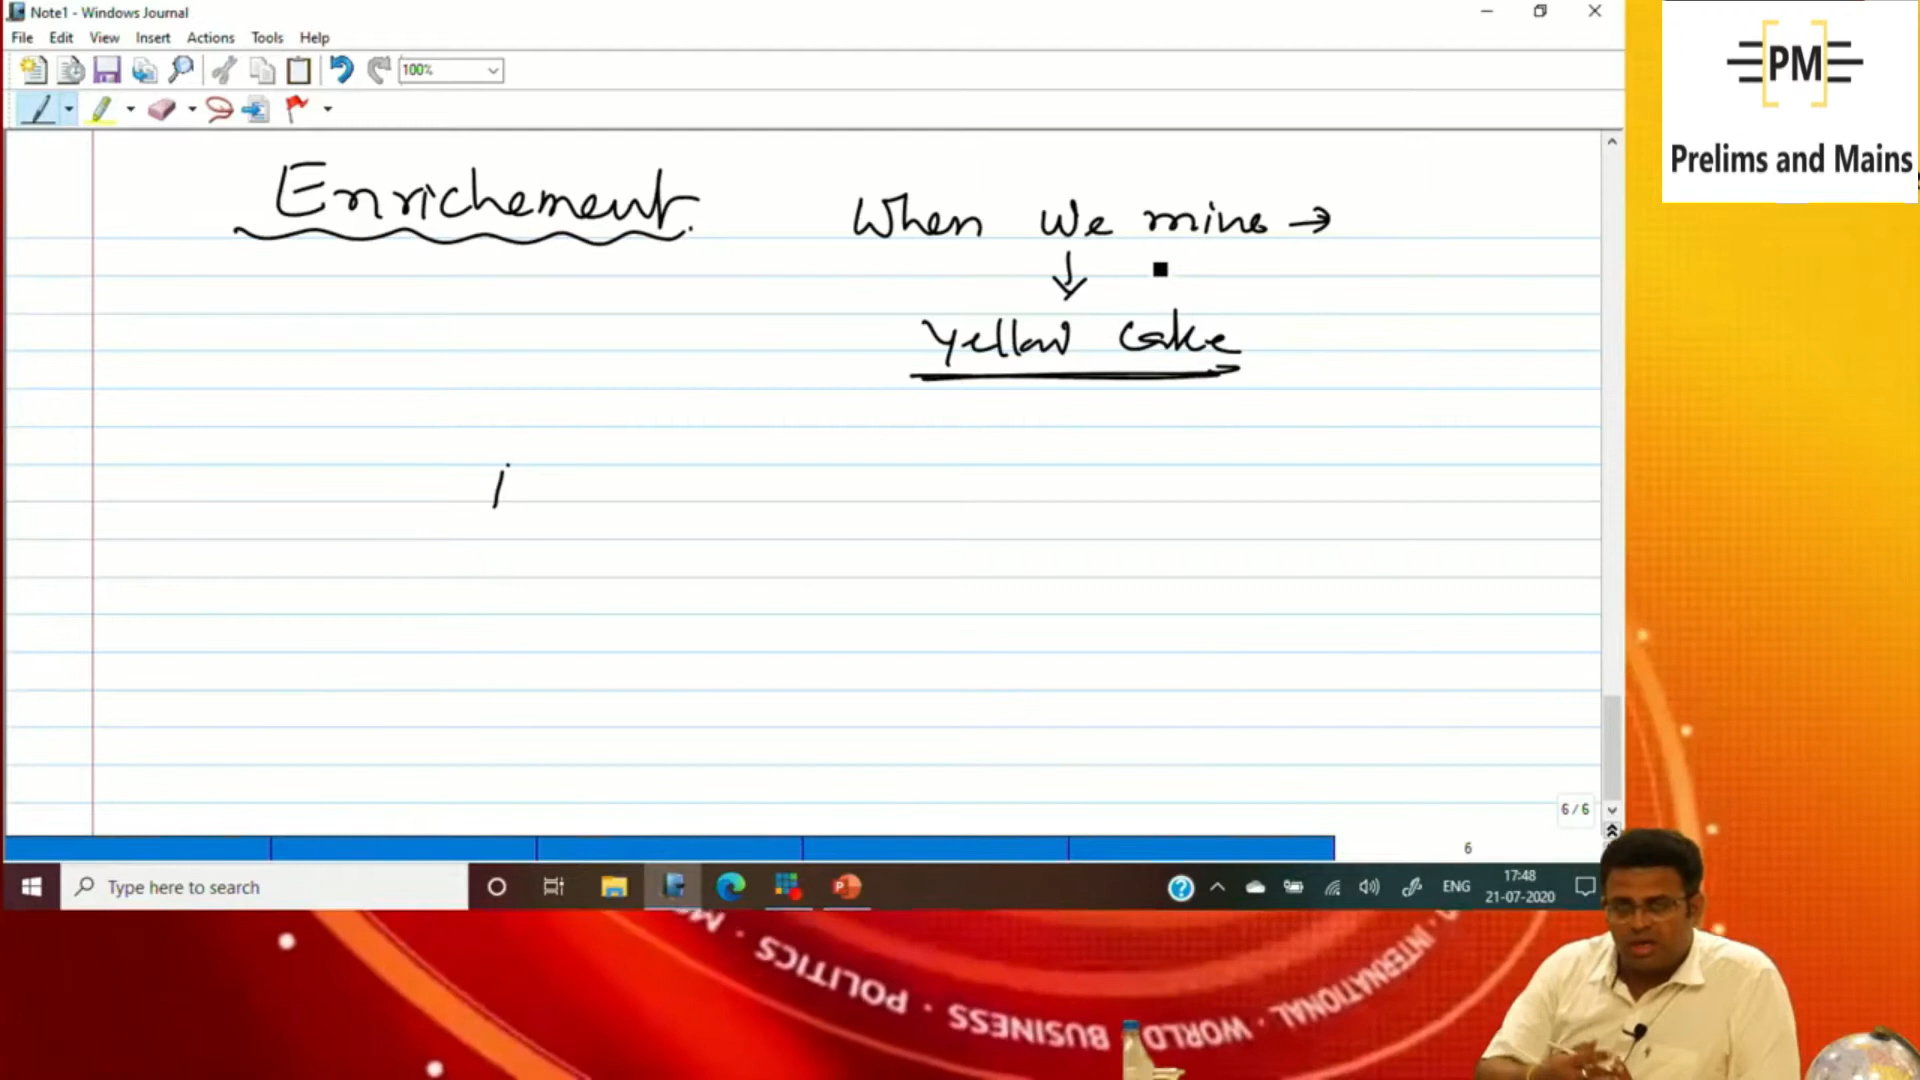 Note1 - Windows Journal
File Edit View Insert Actions Tools Help
100%
PM
Prelims and Mains
Enrichement.
When we mine →
↓
Yellow Cake
6 / 6
6
Type here to search
ENG
17:48
21-07-2020
BUSINESS · POLITICS ·
INTERNATIONAL · WORLD ·